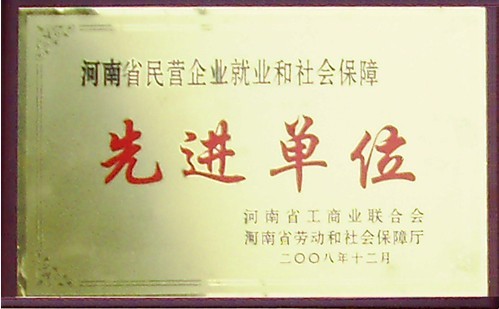 河南省民营企业就业和社会保障
先进单位
河南省工商业联合会
河南省劳动和社会保障厅
二〇〇八年十二月